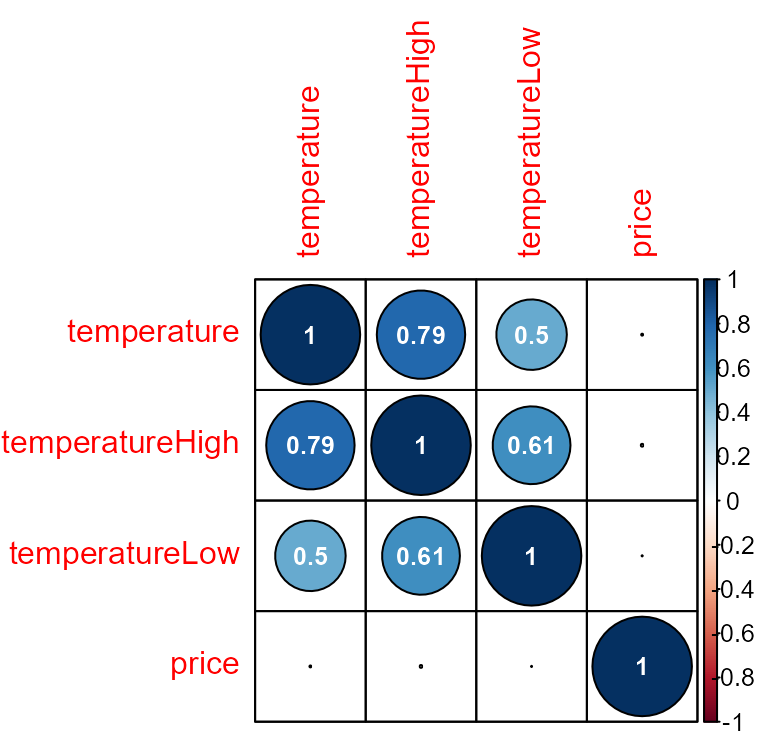 temperature
temperatureHigh
temperatureLow
price
temperature 1 0.79 0.5
temperatureHigh 0.79 1 0.61
temperatureLow 0.5 0.61 1
price 1
1
0.8
0.6
0.4
0.2
0
-0.2
-0.4
-0.6
-0.8
-1